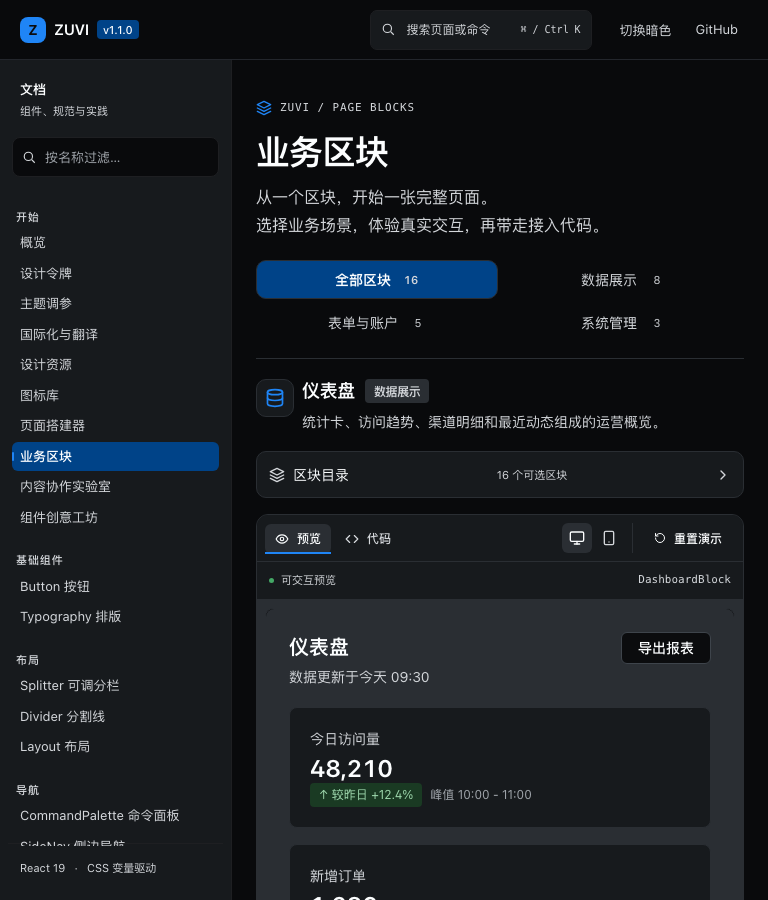 Z ZUVI v1.1.0
搜索页面或命令 ⌘ / Ctrl K
切换暗色
GitHub
文档
组件、规范与实践
按名称过滤...
开始
概览
设计令牌
主题调参
国际化与翻译
设计资源
图标库
页面搭建器
业务区块
内容协作实验室
组件创意工坊
基础组件
Button 按钮
Typography 排版
布局
Splitter 可调分栏
Divider 分割线
Layout 布局
导航
CommandPalette 命令面板
SideNav 侧边导航
React 19 · CSS 变量驱动
ZUVI / PAGE BLOCKS
业务区块
从一个区块，开始一张完整页面。
选择业务场景，体验真实交互，再带走接入代码。
全部区块 16
数据展示 8
表单与账户 5
系统管理 3
仪表盘 数据展示
统计卡、访问趋势、渠道明细和最近动态组成的运营概览。
区块目录
16 个可选区块
预览
代码
重置演示
可交互预览
DashboardBlock
仪表盘
导出报表
数据更新于今天 09:30
今日访问量
48,210
↑ 较昨日 +12.4% 峰值 10:00 - 11:00
新增订单